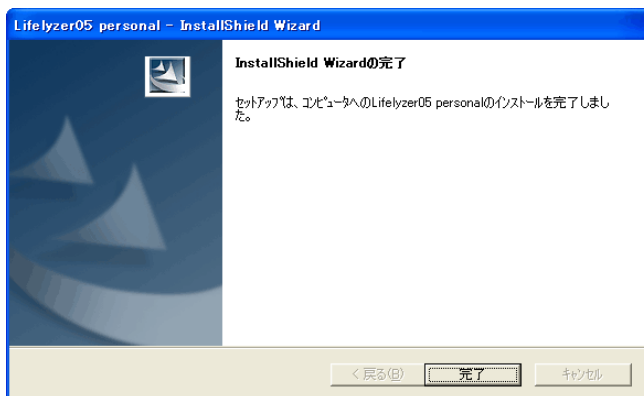 Lifelyzer05 personal - InstallShield Wizard
InstallShield Wizardの完了
セットアップは、コンピュータへのLifelyzer05 personalのインストールを完了しまし
た。
< 戻る(B)
完了
キャンセル